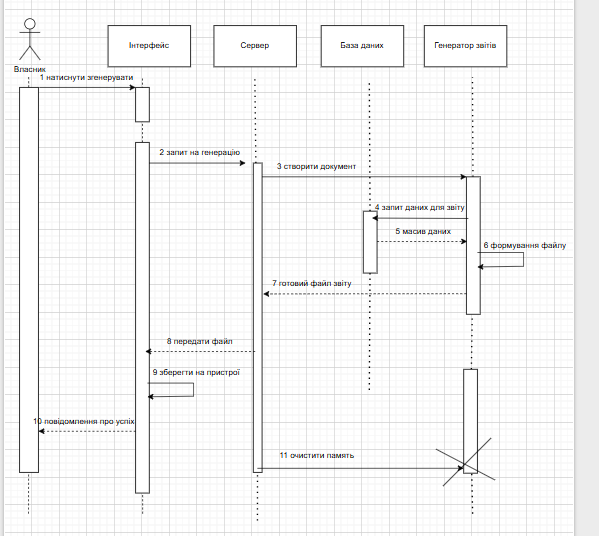 Інтерфейс
Сервер
База даних
Генератор звітів
Власник
1 натиснути згенерувати
2 запит на генерацію
3 створити документ
4 запит даних для звіту
5 масив даних
6 формування файлу
7 готовий файл звіту
8 передати файл
9 зберегти на пристрої
10 повідомлення про успіх
11 очистити память